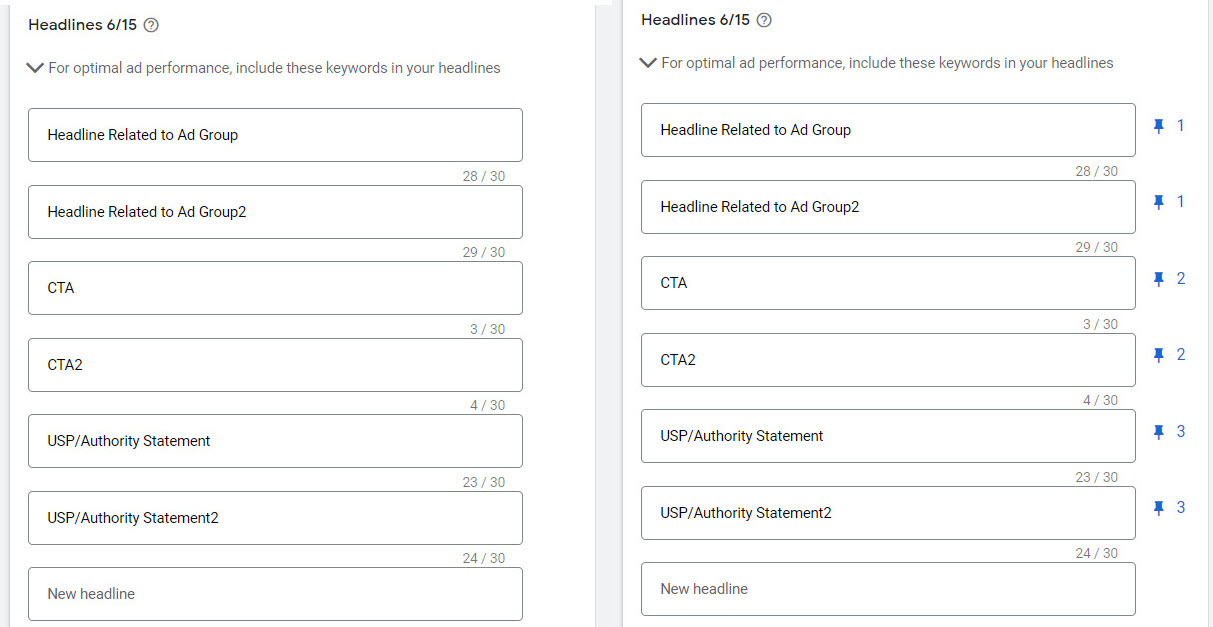 Headlines 6/15
For optimal ad performance, include these keywords in your headlines
Headline Related to Ad Group
28 / 30
Headline Related to Ad Group2
29 / 30
CTA
3 / 30
CTA2
4 / 30
USP/Authority Statement
23 / 30
USP/Authority Statement2
24 / 30
New headline
Headlines 6/15
For optimal ad performance, include these keywords in your headlines
Headline Related to Ad Group
1
28 / 30
Headline Related to Ad Group2
1
29 / 30
CTA
2
3 / 30
CTA2
2
4 / 30
USP/Authority Statement
3
23 / 30
USP/Authority Statement2
3
24 / 30
New headline